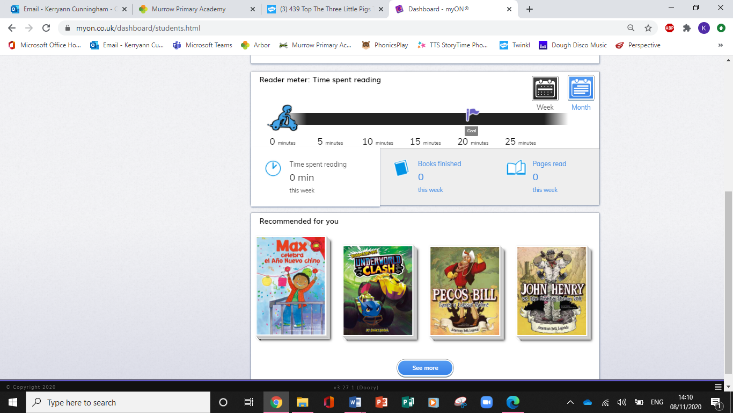 Email - Kerryann Cunningham - E
Murrow Primary Academy
(3) 439 Top The Three Little Pigs
Dashboard - myON®
myon.co.uk/dashboard/students.html
Microsoft Office Ho...
Email - Kerryann Cu...
Microsoft Teams
Arbor
Murrow Primary Ac...
PhonicsPlay
TTS StoryTime Pho...
Twinkl
Dough Disco Music
Perspective
Reader meter: Time spent reading
Week
Month
Goal
0 minutes
5 minutes
10 minutes
15 minutes
20 minutes
25 minutes
Time spent reading
0 min
this week
Books finished
0
this week
Pages read
0
this week
Recommended for you
Max
celebra
el Año Nuevo chino
UNDERWORLD
CLASH
PECOS BILL
JOHN HENRY
See more
© Copyright 2020
Type here to search
ENG
14:10
08/11/2020